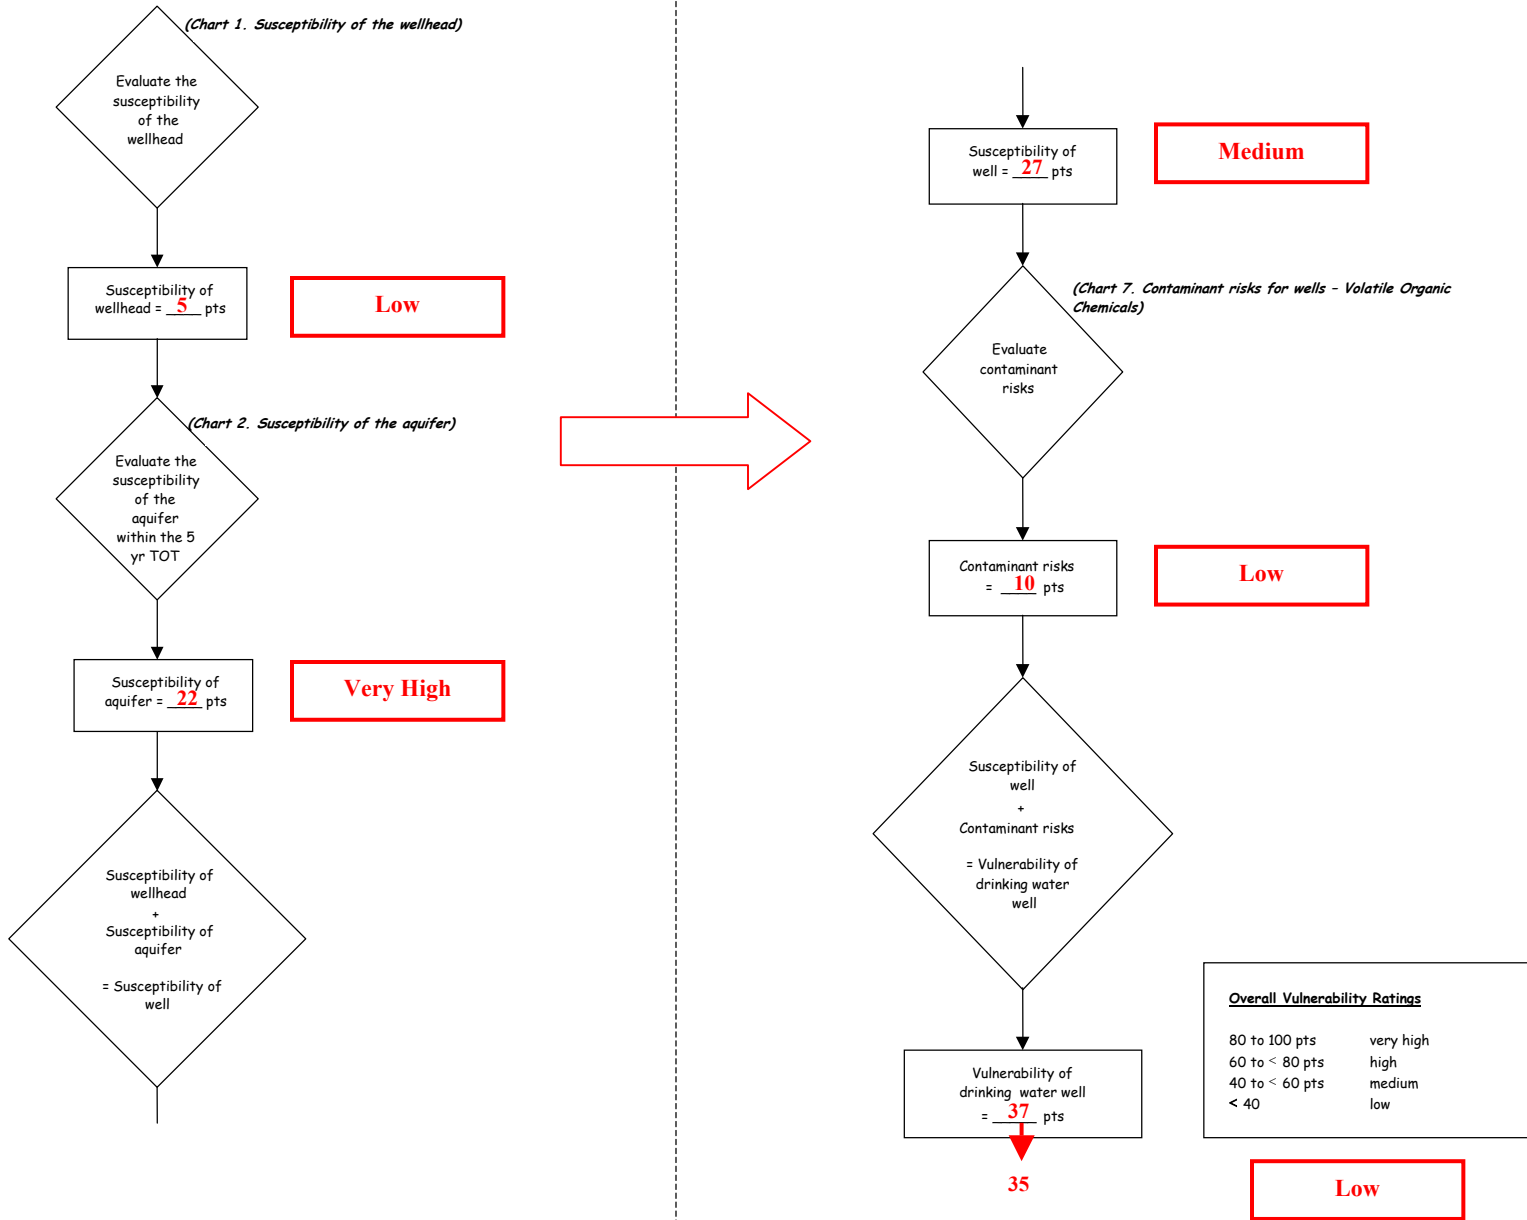 (Chart 1. Susceptibility of the wellhead)
Evaluate the
susceptibility
of the
wellhead
Susceptibility of
wellhead = 5 pts
Low
(Chart 2. Susceptibility of the aquifer)
Evaluate the
susceptibility
of the
aquifer
within the 5
yr TOT
Susceptibility of
aquifer = 22 pts
Very High
Susceptibility of
wellhead
+
Susceptibility of
aquifer
= Susceptibility of
well
Susceptibility of
well = 27 pts
Medium
(Chart 7. Contaminant risks for wells – Volatile Organic
Chemicals)
Evaluate
contaminant
risks
Contaminant risks
= 10 pts
Low
Susceptibility of
well
+
Contaminant risks
= Vulnerability of
drinking water
well
Vulnerability of
drinking water well
= 37 pts
35
Overall Vulnerability Ratings
80 to 100 pts very high
60 to < 80 pts high
40 to < 60 pts medium
< 40 low
Low